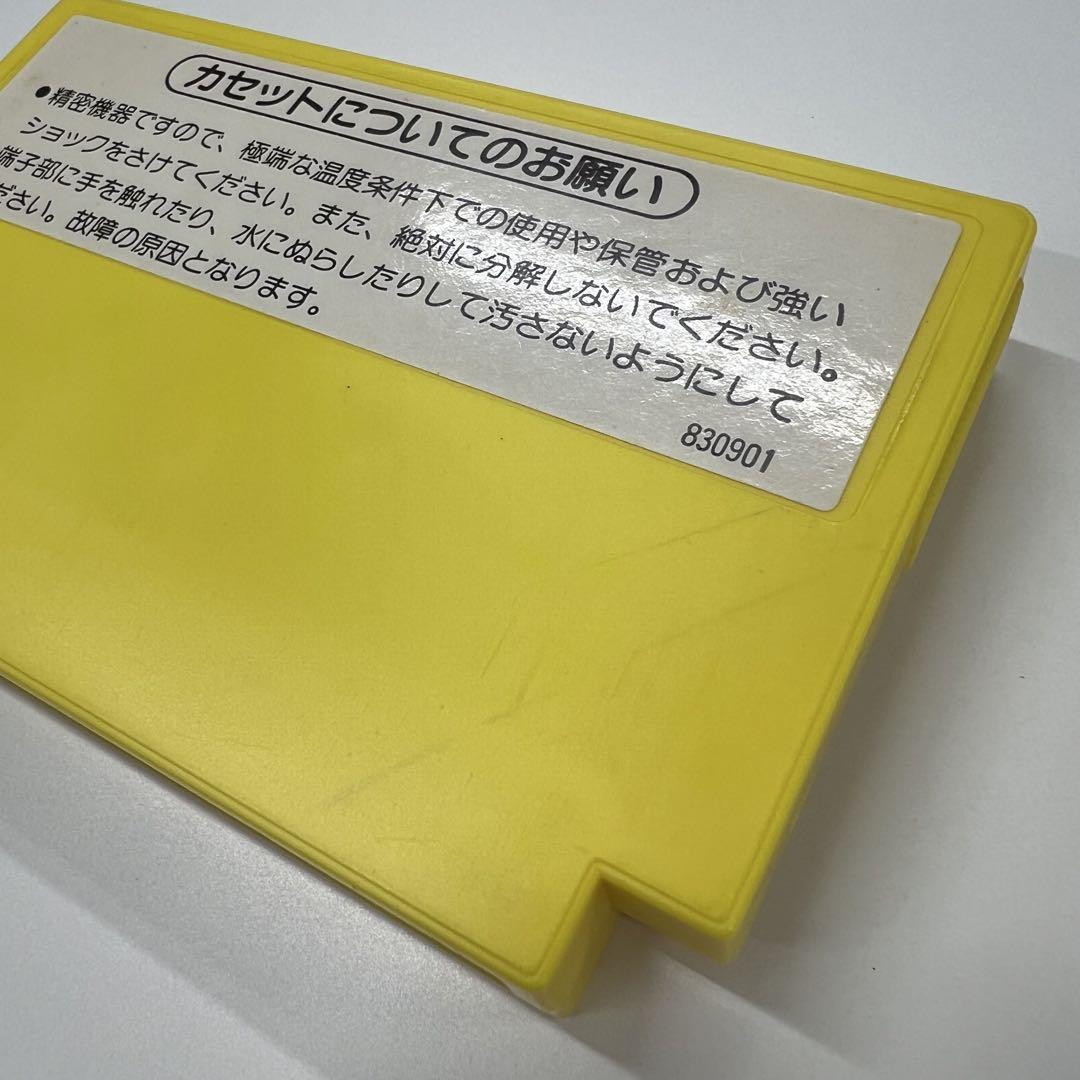 カセットについてのお願い
●精密機器ですので、極端な温度条件下での使用や保管および強い
ショックをさけてください。また、絶対に分解しないでください。
端子部に手を触れたり、水にぬらしたりして汚さないようにして
ださい。故障の原因となります。
830901